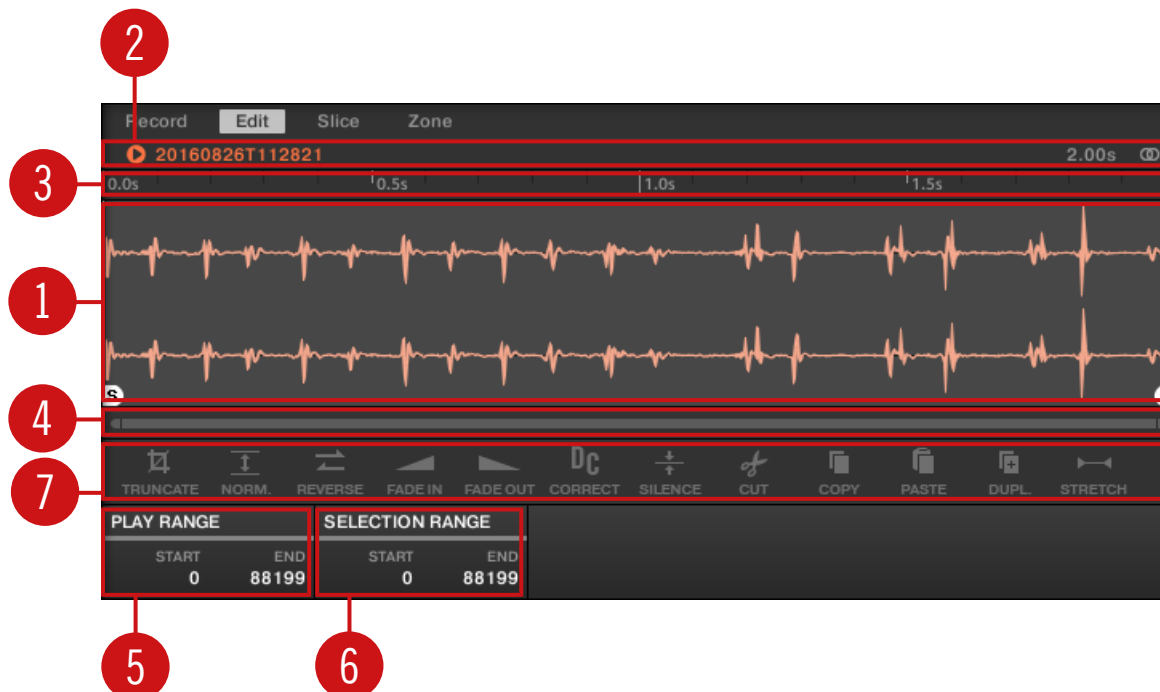 2
Record Edit Slice Zone
20160826T112821 2.00s
3
0.0s 0.5s 1.0s 1.5s
1
S
4
7
TRUNCATE NORM. REVERSE FADE IN FADE OUT DC CORRECT SILENCE CUT COPY PASTE DUPL. STRETCH
PLAY RANGE SELECTION RANGE
START END START END
0 88199 0 88199
5 6